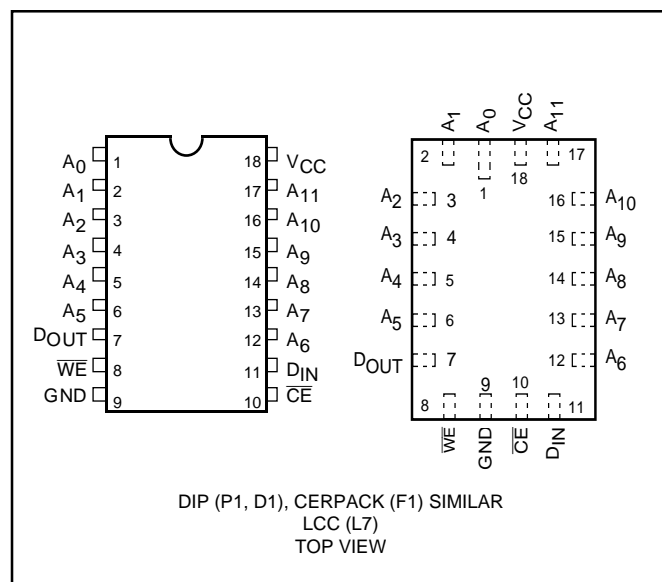 A0 1 18 VCC
A1 2 17 A11
A2 3 16 A10
A3 4 15 A9
A4 5 14 A8
A5 6 13 A7
DOUT 7 12 A6
W̅E̅ 8 11 DIN
GND 9 10 C̅E̅
A1 A0 VCC A11
2 1 18 17
A2 3 16 A10
A3 4 15 A9
A4 5 14 A8
A5 6 13 A7
DOUT 7 12 A6
8 9 10 11
W̅E̅ GND C̅E̅ DIN
DIP (P1, D1), CERPACK (F1) SIMILAR
LCC (L7)
TOP VIEW